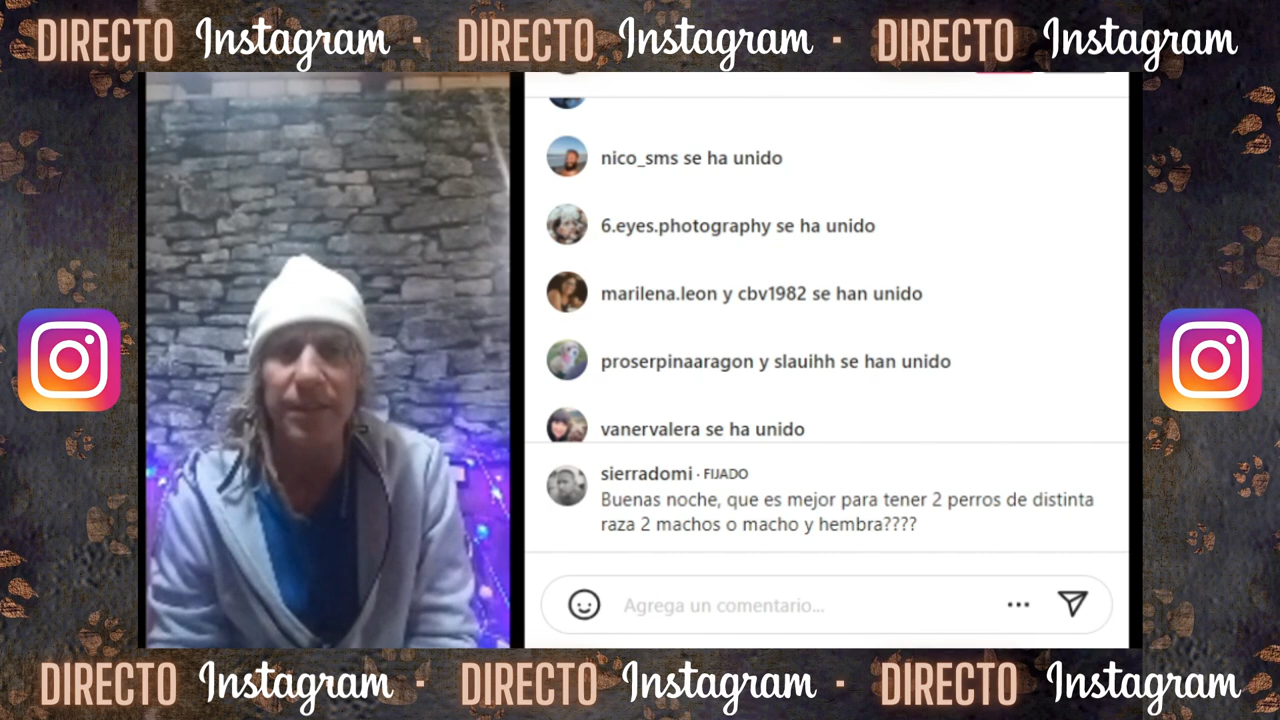 DIRECTO Instagram · DIRECTO Instagram · DIRECTO Instagram
nico_sms se ha unido
6.eyes.photography se ha unido
marilena.leon y cbv1982 se han unido
proserpinaaragon y slauihh se han unido
vanervalera se ha unido
sierradomi · FIJADO
Buenas noche, que es mejor para tener 2 perros de distinta
raza 2 machos o macho y hembra????
Agrega un comentario...
DIRECTO Instagram · DIRECTO Instagram · DIRECTO Instagram